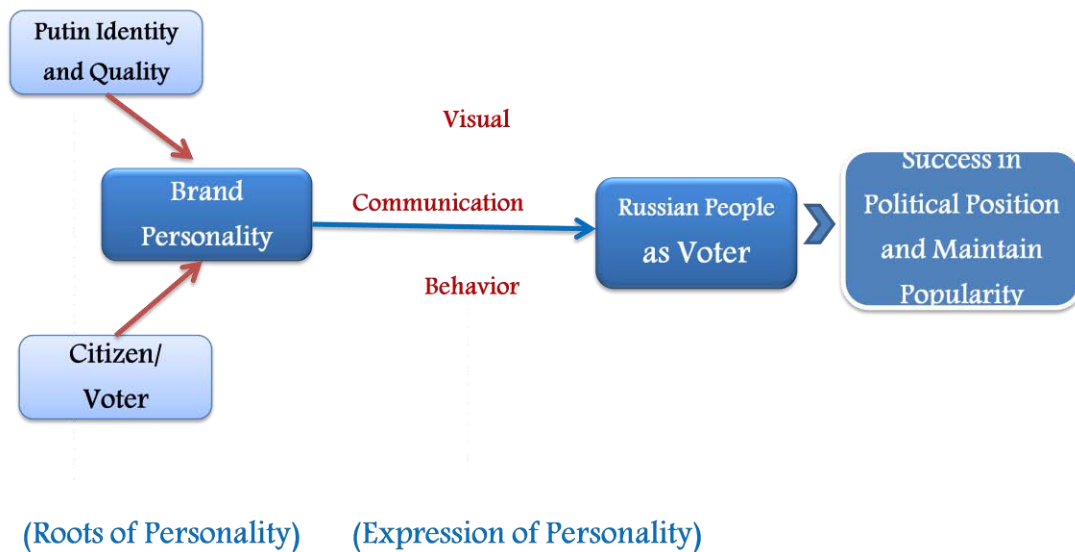 Putin Identity
and Quality
Visual
Brand
Personality
Communication
Russian People
as Voter
Success in
Political Position
and Maintain
Popularity
Behavior
Citizen/
Voter
(Roots of Personality)
(Expression of Personality)